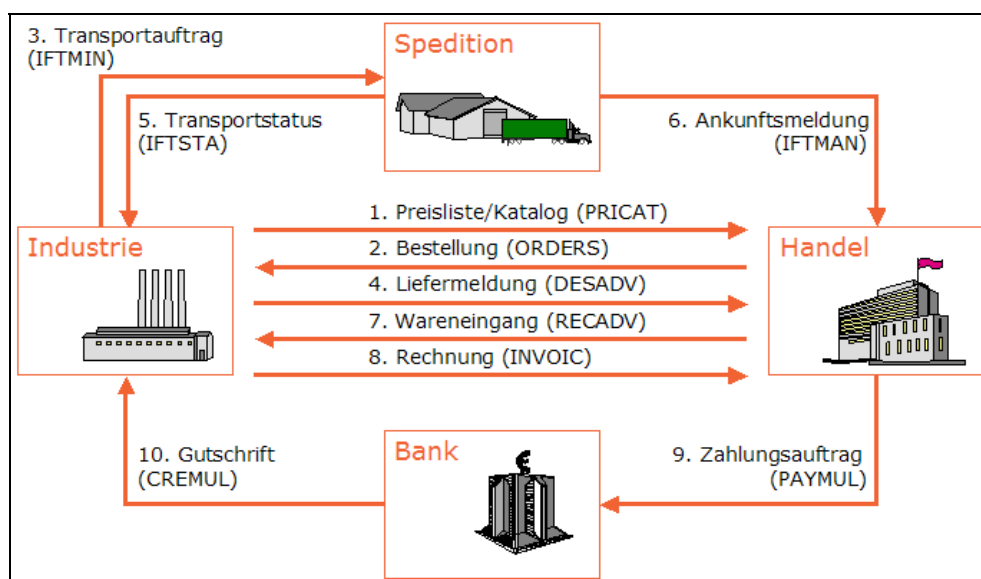 3. Transportauftrag
(IFTMIN)
Spedition
5. Transportstatus
(IFTSTA)
6. Ankunftsmeldung
(IFTMAN)
1. Preisliste/Katalog (PRICAT)
Industrie
2. Bestellung (ORDERS)
Handel
4. Liefermeldung (DESADV)
7. Wareneingang (RECADV)
8. Rechnung (INVOIC)
10. Gutschrift
(CREMUL)
Bank
9. Zahlungsauftrag
(PAYMUL)